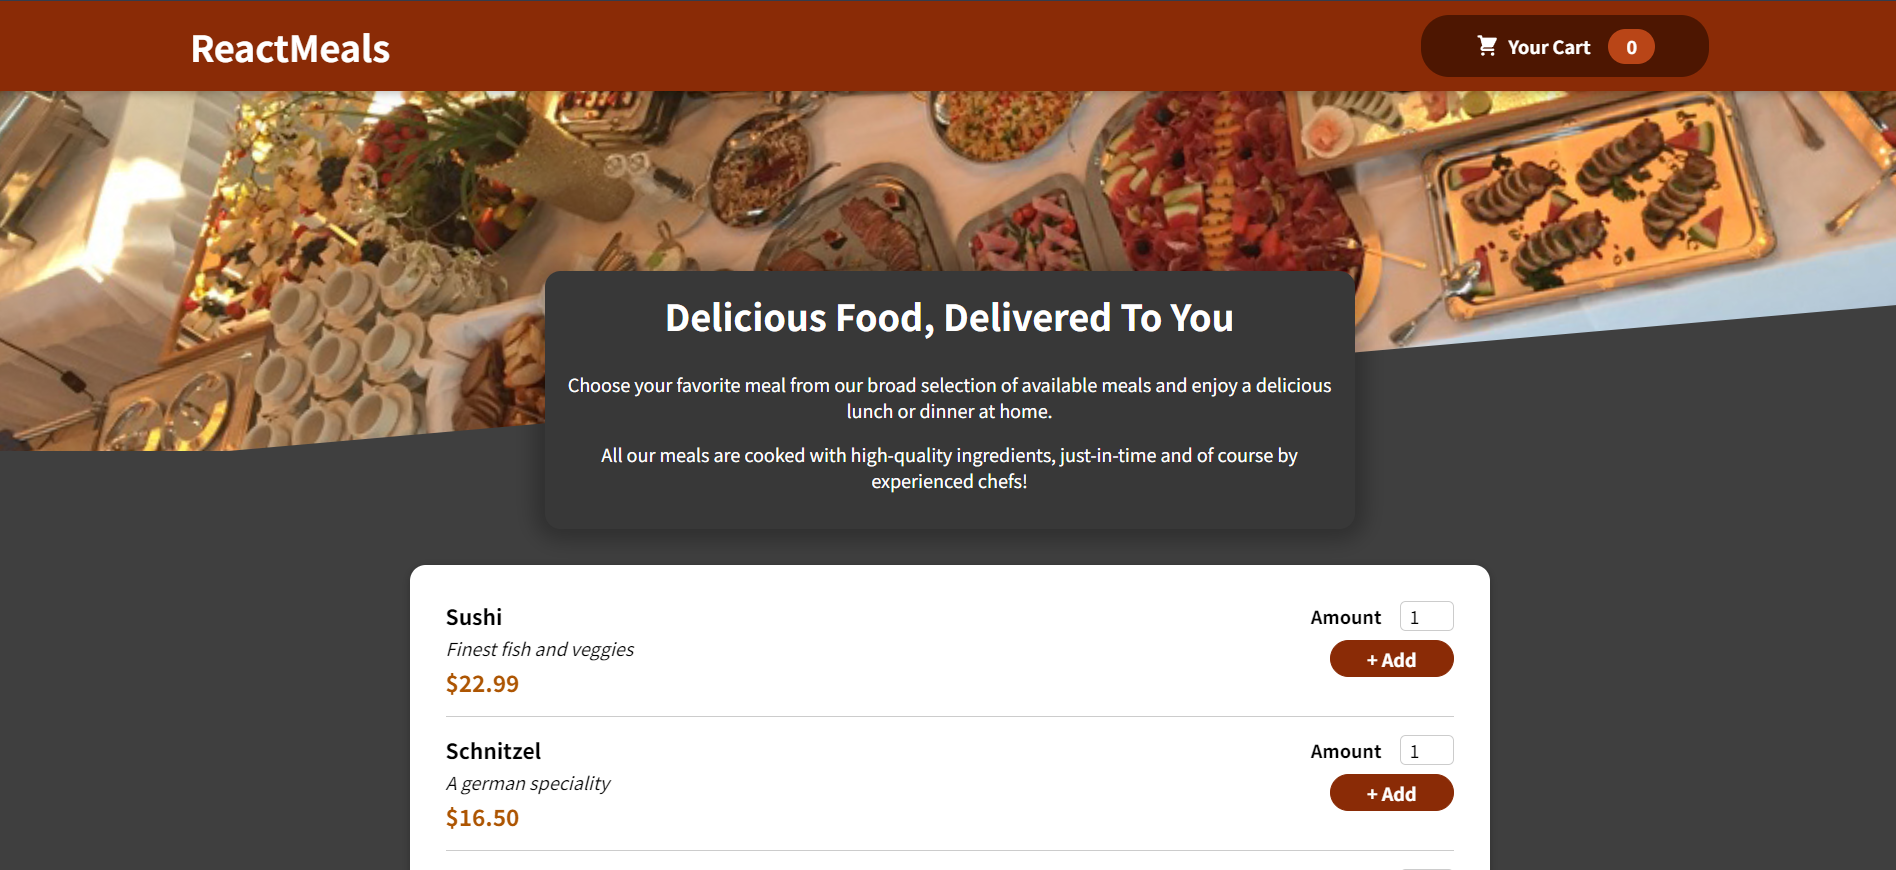 ReactMeals
Your Cart 0
Delicious Food, Delivered To You
Choose your favorite meal from our broad selection of available meals and enjoy a delicious
lunch or dinner at home.
All our meals are cooked with high-quality ingredients, just-in-time and of course by
experienced chefs!
Sushi
Finest fish and veggies
$22.99
Amount 1
+ Add
Schnitzel
A german speciality
$16.50
Amount 1
+ Add